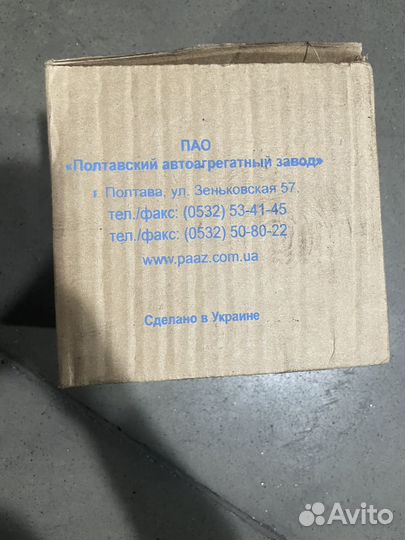 ПАО
«Полтавский автоагрегатный завод»
г. Полтава, ул. Зеньковская 57.
тел./факс: (0532) 53-41-45
тел./факс: (0532) 50-80-22
www.paaz.com.ua
Сделано в Украине
Avito